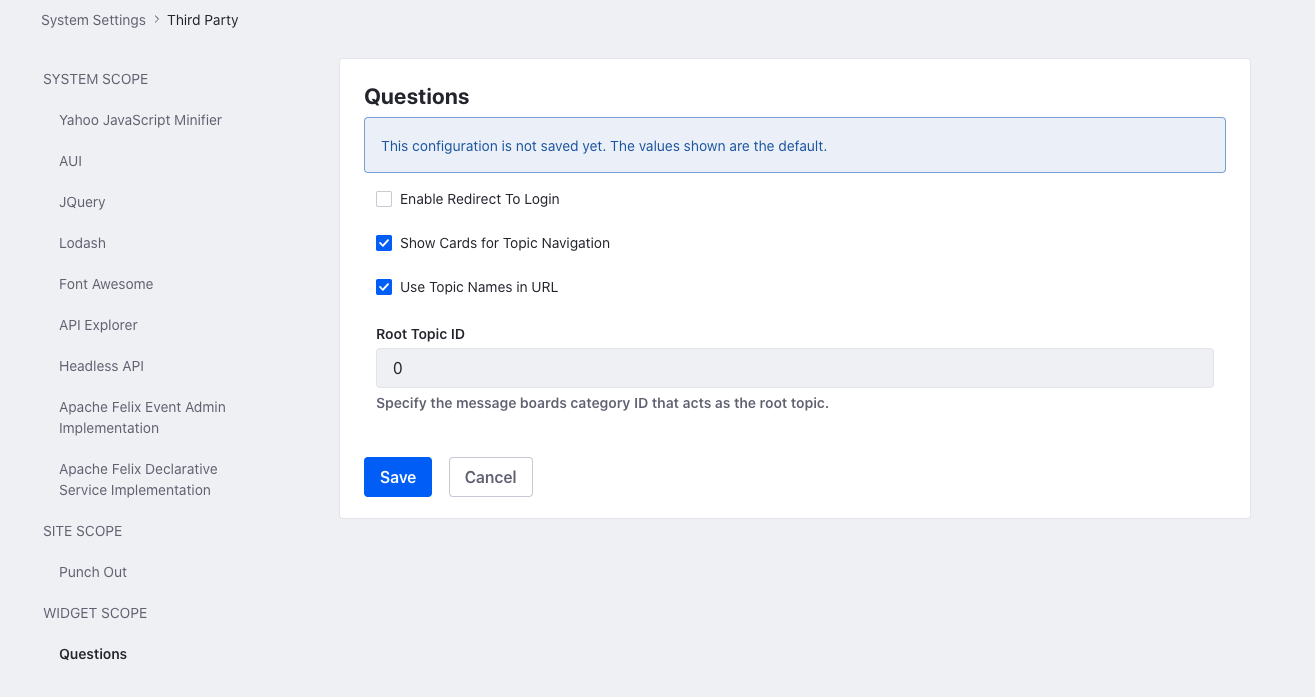 System Settings > Third Party
SYSTEM SCOPE
Yahoo JavaScript Minifier
AUI
JQuery
Lodash
Font Awesome
API Explorer
Headless API
Apache Felix Event Admin
Implementation
Apache Felix Declarative
Service Implementation
SITE SCOPE
Punch Out
WIDGET SCOPE
Questions
Questions
This configuration is not saved yet. The values shown are the default.
Enable Redirect To Login
Show Cards for Topic Navigation
Use Topic Names in URL
Root Topic ID
0
Specify the message boards category ID that acts as the root topic.
Save Cancel